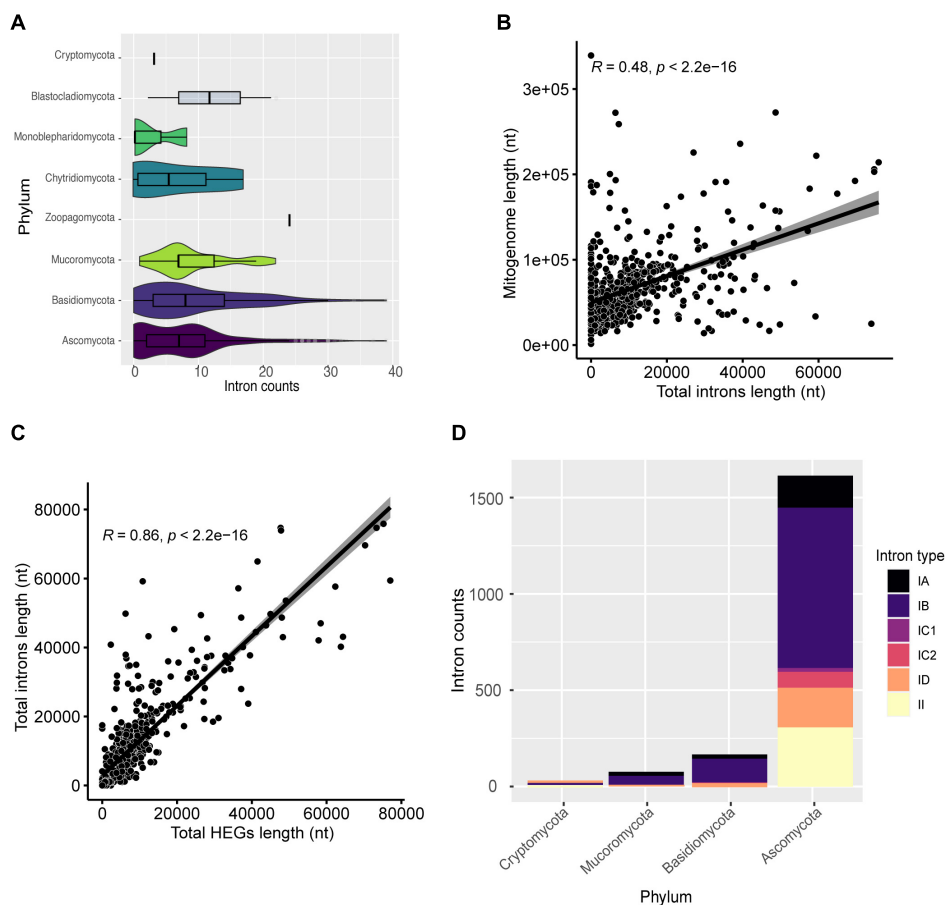 A
Phylum
Cryptomycota
Blastocladiomycota
Monoblepharidomycota
Chytridiomycota
Zoopagomycota
Mucoromycota
Basidiomycota
Ascomycota
0 10 20 30 40
Intron counts
B
R = 0.48, p < 2.2e−16
Mitogenome length (nt)
3e+05
2e+05
1e+05
0e+00
0 20000 40000 60000
Total introns length (nt)
C
R = 0.86, p < 2.2e−16
Total introns length (nt)
80000
60000
40000
20000
0
0 20000 40000 60000 80000
Total HEGs length (nt)
D
Intron counts
1500
1000
500
0
Cryptomycota
Mucoromycota
Basidiomycota
Ascomycota
Phylum
Intron type
IA
IB
IC1
IC2
ID
II